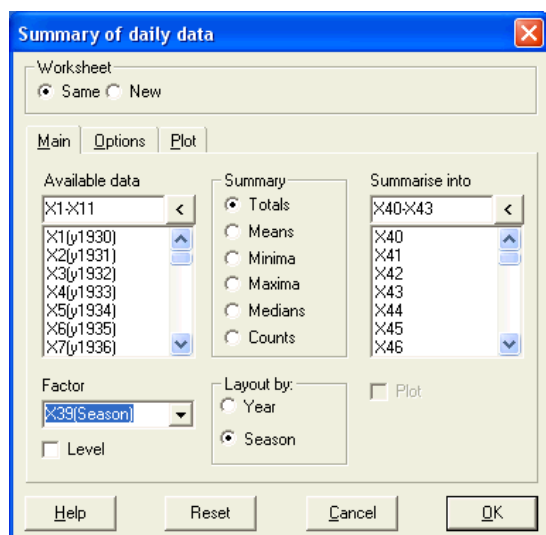 Summary of daily data
Worksheet
Same New
Main Options Plot
Available data
X1-X11 <
X1(y1930)
X2(y1931)
X3(y1932)
X4(y1933)
X5(y1934)
X6(y1935)
X7(y1936)
Summary
Totals
Means
Minima
Maxima
Medians
Counts
Summarise into
X40-X43 <
X40
X41
X42
X43
X44
X45
X46
Factor
X39(Season)
Level
Layout by:
Year
Season
Plot
Help Reset Cancel OK